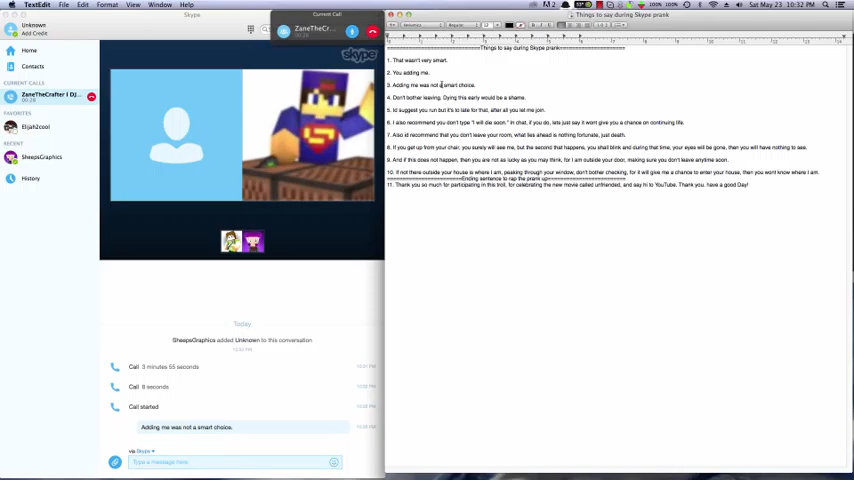 TextEdit File Edit Format View Window Help
Sat May 23 10:32 PM
Skype
Current Call
ZaneTheCr...
09:28
Unknown
Add Credit
Home
Contacts
CURRENT CALLS
ZaneTheCrafter I DJ...
09:28
FAVORITES
Elijah2cool
RECENT
SheepsGraphics
History
skype
Today
SheepsGraphics added Unknown to this conversation
Call 3 minutes 55 seconds
Call 8 seconds
Call started
Adding me was not a smart choice.
via Skype
Type a message here
Things to say during Skype prank
Helvetica Regular 12
==================Things to say during Skype prank==================
1. That wasn't very smart.
2. You adding me.
3. Adding me was not a smart choice.
4. Don't bother leaving. Dying this early would be a shame.
5. Id suggest you run but it's to late for that, after all you let me join.
6. I also recommend you don't type "I will die soon." In chat, if you do, lets just say it wont give you a chance on continuing life.
7. Also id recommend that you don't leave your room, what lies ahead is nothing fortunate, just death.
8. If you get up from your chair, you surely will see me, but the second that happens, you shall blink and during that time, your eyes will be gone, then you will have nothing to see.
9. And if this does not happen, then you are not as lucky as you may think, for I am outside your door, making sure you don't leave anytime soon.
10. If not there outside your house is where I am, peaking through your window, don't bother checking, for it will give me a chance to enter your house, then you wont know where I am.
==================Ending sentence to rap the prank up==================
11. Thank you so much for participating in this troll, for celebrating the new movie called unfriended, and say hi to YouTube. Thank you. have a good Day!